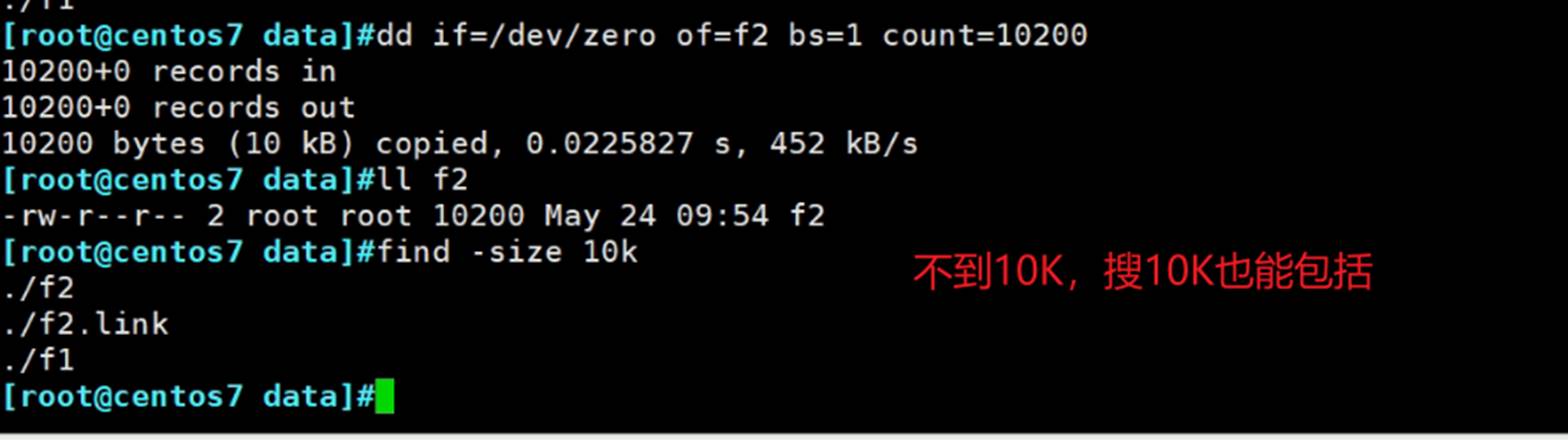 ./f1
[root@centos7 data]#dd if=/dev/zero of=f2 bs=1 count=10200
10200+0 records in
10200+0 records out
10200 bytes (10 kB) copied, 0.0225827 s, 452 kB/s
[root@centos7 data]#ll f2
-rw-r--r-- 2 root root 10200 May 24 09:54 f2
[root@centos7 data]#find -size 10k
不到10K，搜10K也能包括
./f2
./f2.link
./f1
[root@centos7 data]#